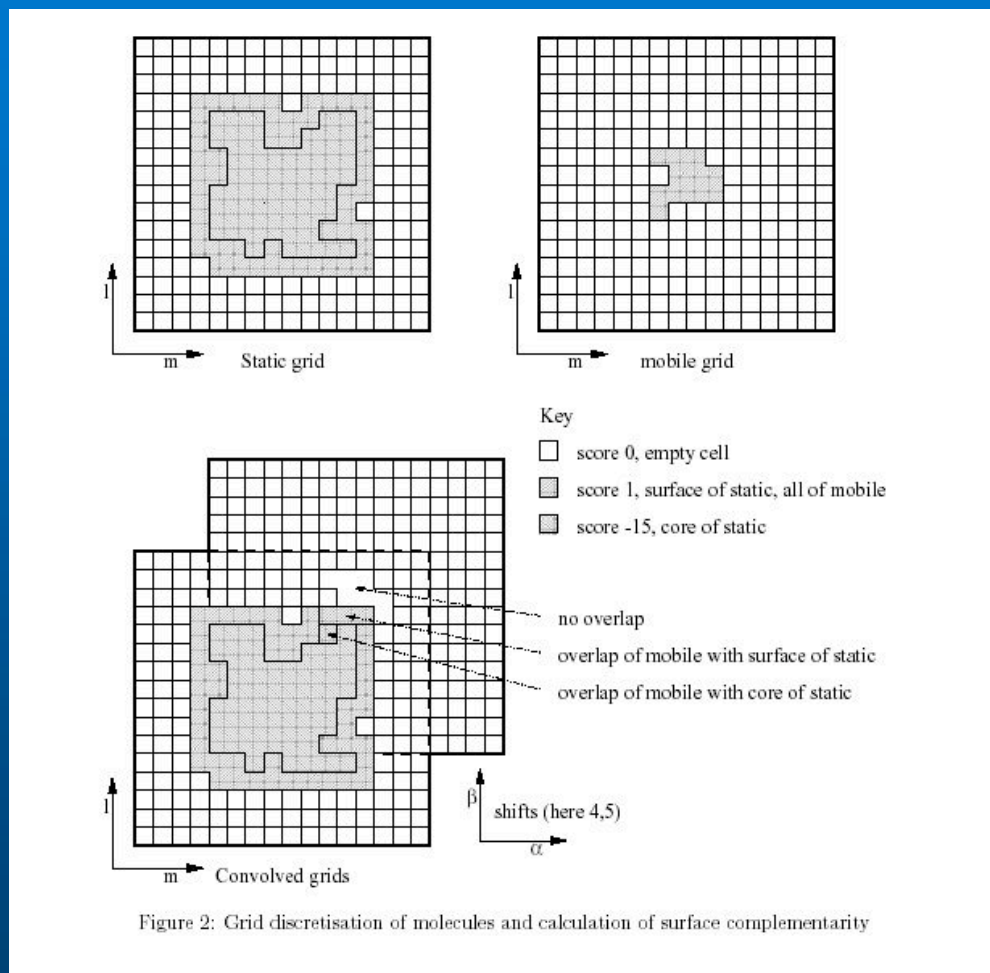 l
m
Static grid
l
m
mobile grid
Key
score 0, empty cell
score 1, surface of static, all of mobile
score -15, core of static
no overlap
overlap of mobile with surface of static
overlap of mobile with core of static
l
m
Convolved grids
β
α
shifts (here 4,5)
Figure 2: Grid discretisation of molecules and calculation of surface complementarity